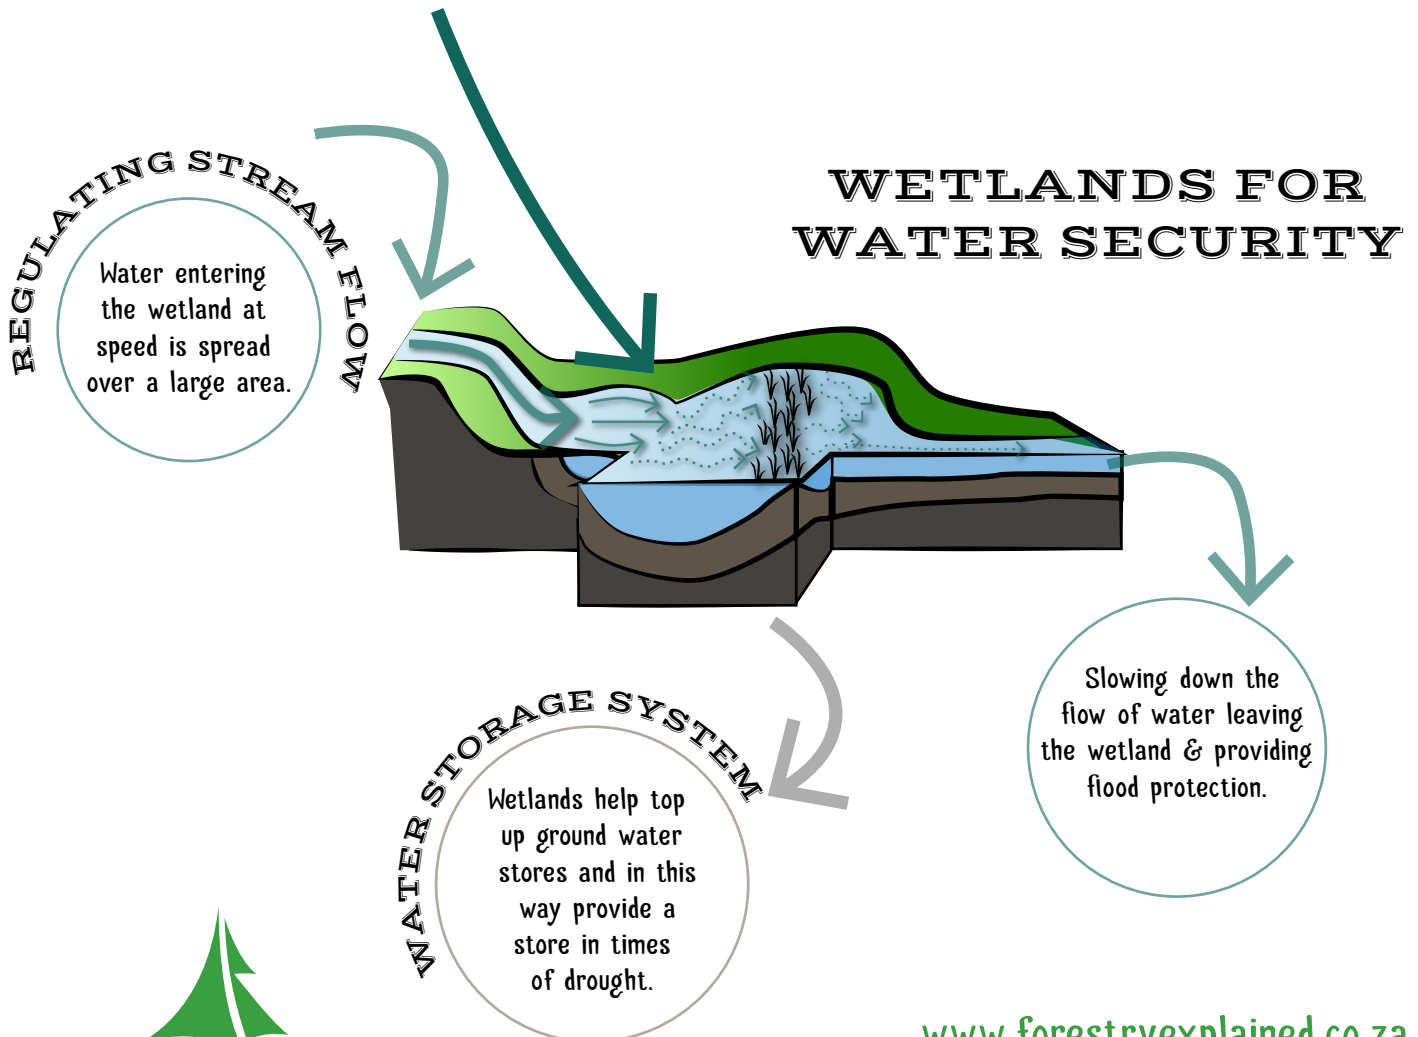 WETLANDS FOR
WATER SECURITY
REGULATING STREAM FLOW
Water entering
the wetland at
speed is spread
over a large area.
Slowing down the
flow of water leaving
the wetland & providing
flood protection.
WATER STORAGE SYSTEM
Wetlands help top
up ground water
stores and in this
way provide a
store in times
of drought.
www.forestryexplained.co.za